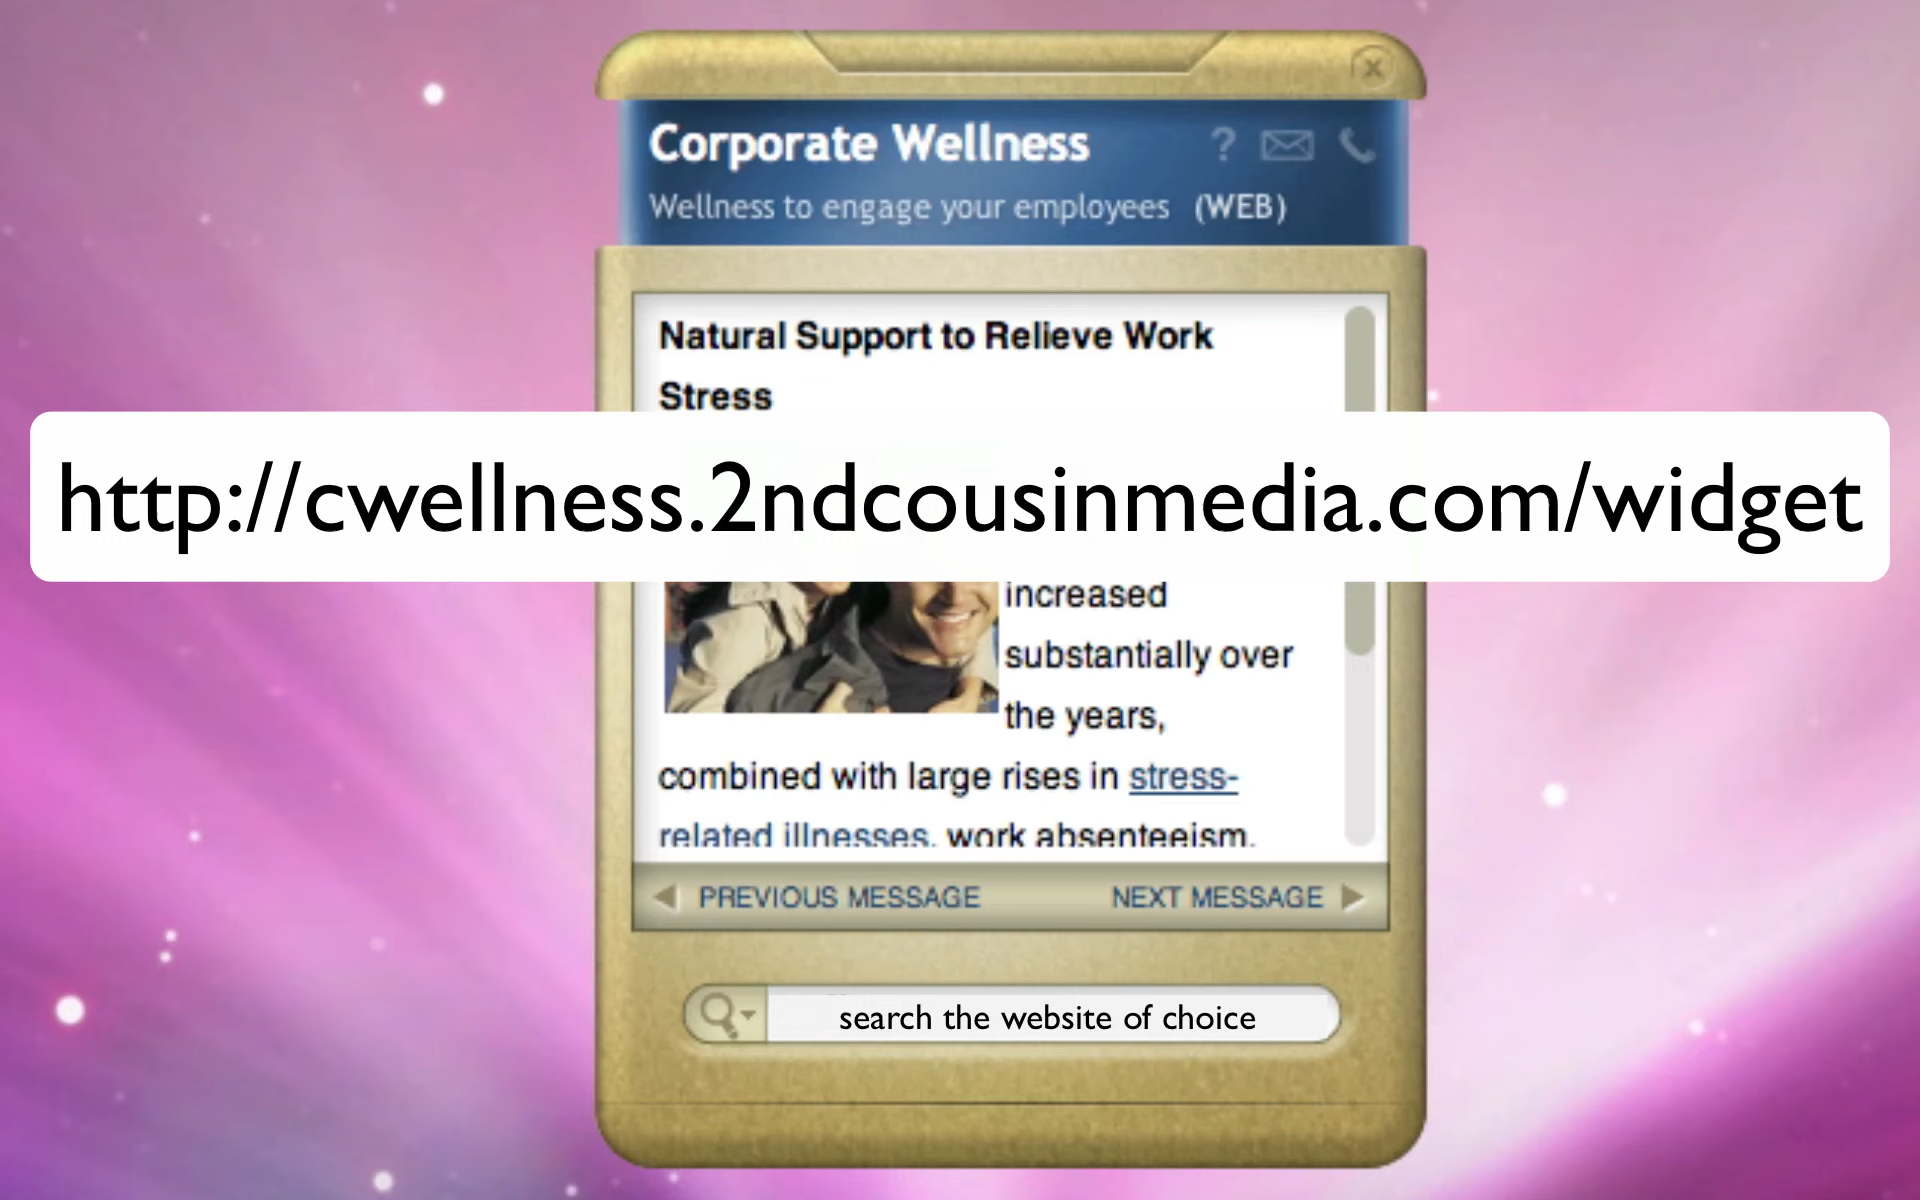 Corporate Wellness ?
Wellness to engage your employees (WEB)
Natural Support to Relieve Work
Stress
http://cwellness.2ndcousinmedia.com/widget
increased
substantially over
the years,
combined with large rises in stress-
related illnesses, work absenteeism,
PREVIOUS MESSAGE NEXT MESSAGE
search the website of choice